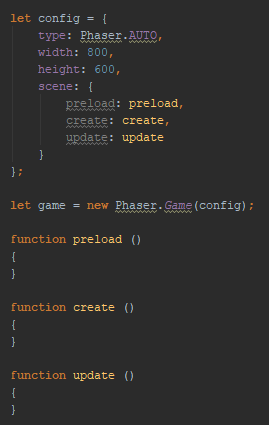 let config = {
    type: Phaser.AUTO,
    width: 800,
    height: 600,
    scene: {
        preload: preload,
        create: create,
        update: update
    }
};

let game = new Phaser.Game(config);

function preload ()
{
}

function create ()
{
}

function update ()
{
}